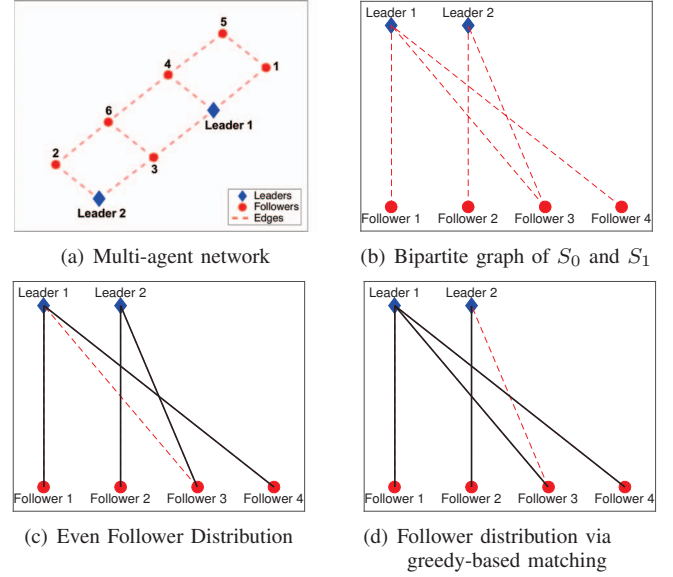 5
1
4
Leader 1
6
2
3
Leader 2
Leaders
Followers
Edges
(a) Multi-agent network
Leader 1 Leader 2
Follower 1 Follower 2 Follower 3 Follower 4
(b) Bipartite graph of S0 and S1
Leader 1 Leader 2
Follower 1 Follower 2 Follower 3 Follower 4
(c) Even Follower Distribution
Leader 1 Leader 2
Follower 1 Follower 2 Follower 3 Follower 4
(d) Follower distribution via
greedy-based matching